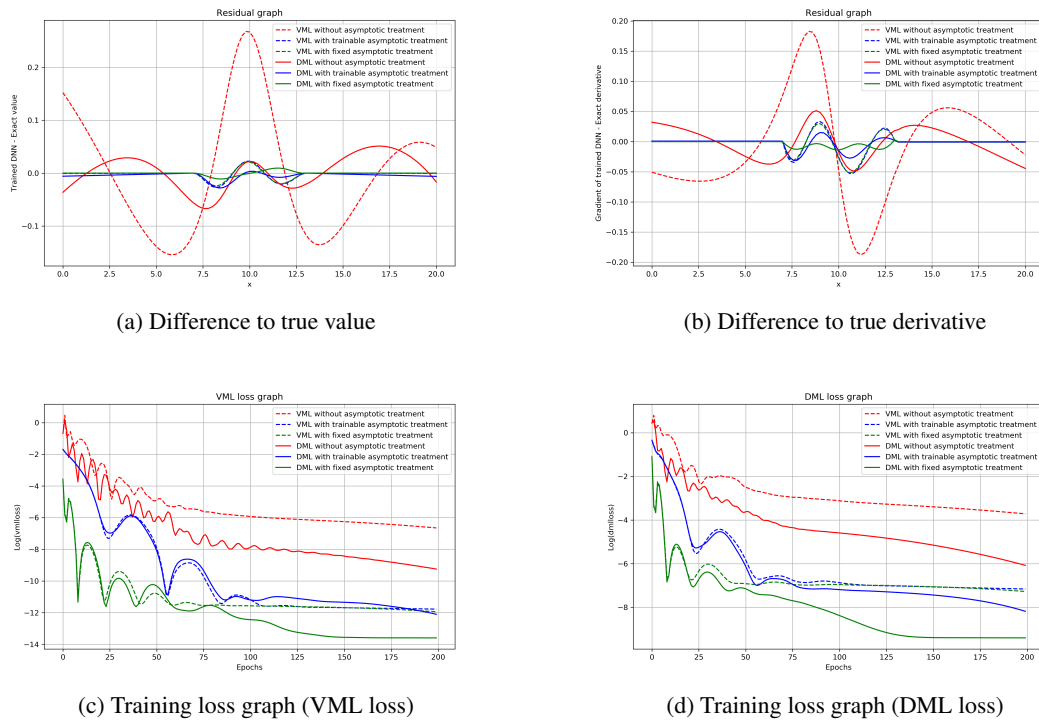 Residual graph
VML without asymptotic treatment
VML with trainable asymptotic treatment
VML with fixed asymptotic treatment
DML without asymptotic treatment
DML with trainable asymptotic treatment
DML with fixed asymptotic treatment
Trained DNN - Exact value
0.2
0.1
0.0
−0.1
0.0 2.5 5.0 7.5 10.0 12.5 15.0 17.5 20.0
x
(a) Difference to true value
Residual graph
VML without asymptotic treatment
VML with trainable asymptotic treatment
VML with fixed asymptotic treatment
DML without asymptotic treatment
DML with trainable asymptotic treatment
DML with fixed asymptotic treatment
Gradient of trained DNN - Exact derivative
0.20
0.15
0.10
0.05
0.00
−0.05
−0.10
−0.15
−0.20
0.0 2.5 5.0 7.5 10.0 12.5 15.0 17.5 20.0
x
(b) Difference to true derivative
VML loss graph
VML without asymptotic treatment
VML with trainable asymptotic treatment
VML with fixed asymptotic treatment
DML without asymptotic treatment
DML with trainable asymptotic treatment
DML with fixed asymptotic treatment
Log(vmlloss)
0
−2
−4
−6
−8
−10
−12
−14
0 25 50 75 100 125 150 175 200
Epochs
(c) Training loss graph (VML loss)
DML loss graph
VML without asymptotic treatment
VML with trainable asymptotic treatment
VML with fixed asymptotic treatment
DML without asymptotic treatment
DML with trainable asymptotic treatment
DML with fixed asymptotic treatment
Log(dmlloss)
0
−2
−4
−6
−8
0 25 50 75 100 125 150 175 200
Epochs
(d) Training loss graph (DML loss)